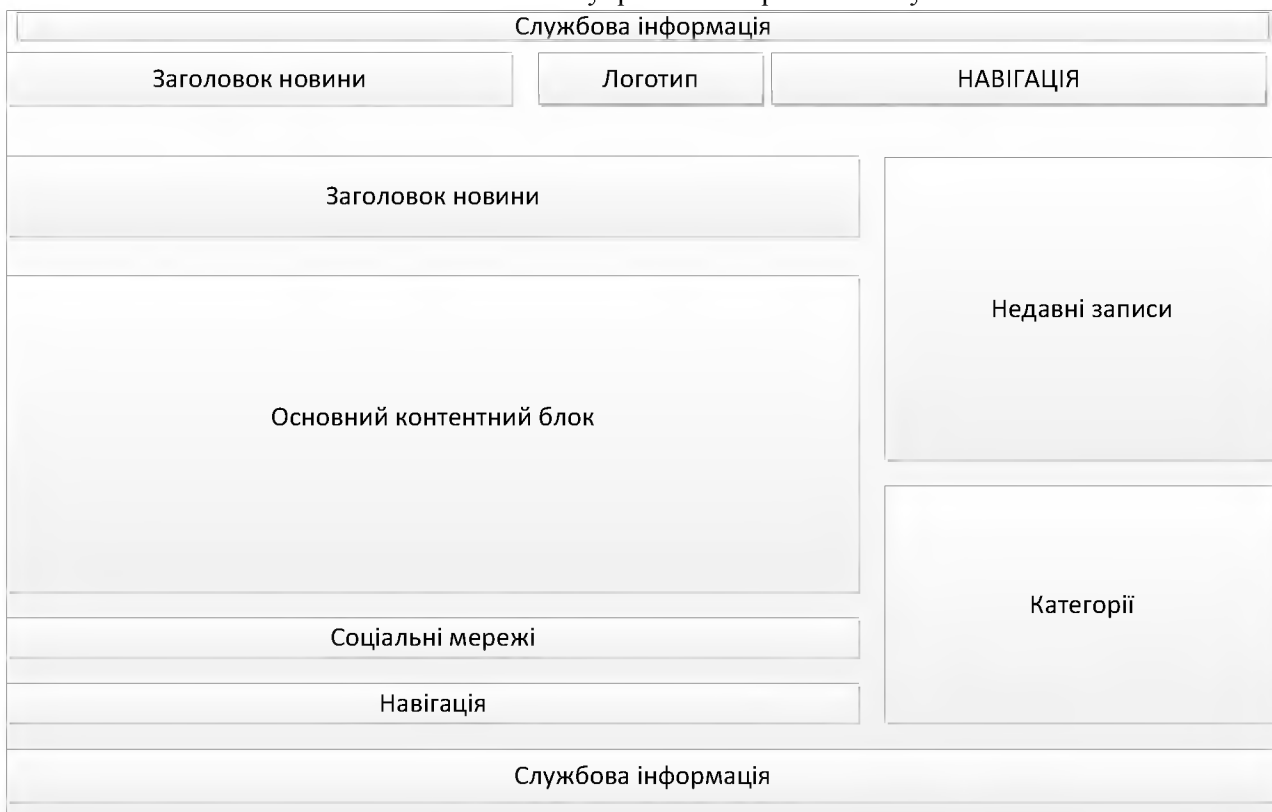 Службова інформація
Заголовок новини
Логотип
НАВІГАЦІЯ
Заголовок новини
Недавні записи
Основний контентний блок
Категорії
Соціальні мережі
Навігація
Службова інформація